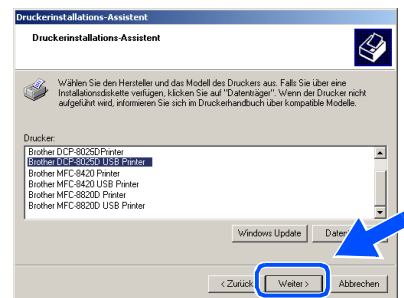 Druckerinstallations-Assistent
Druckerinstallations-Assistent
Wählen Sie den Hersteller und das Modell des Druckers aus. Falls Sie über eine
Installationsdiskette verfügen, klicken Sie auf "Datenträger". Wenn der Drucker nicht
aufgeführt wird, informieren Sie sich im Druckerhandbuch über kompatible Modelle.
Drucker:
Brother DCP-8025DPrinter
Brother DCP-8025D USB Printer
Brother MFC-8420 Printer
Brother MFC-8420 USB Printer
Brother MFC-8820D Printer
Brother MFC-8820D USB Printer
Windows Update
< Zurück Weiter > Abbrechen